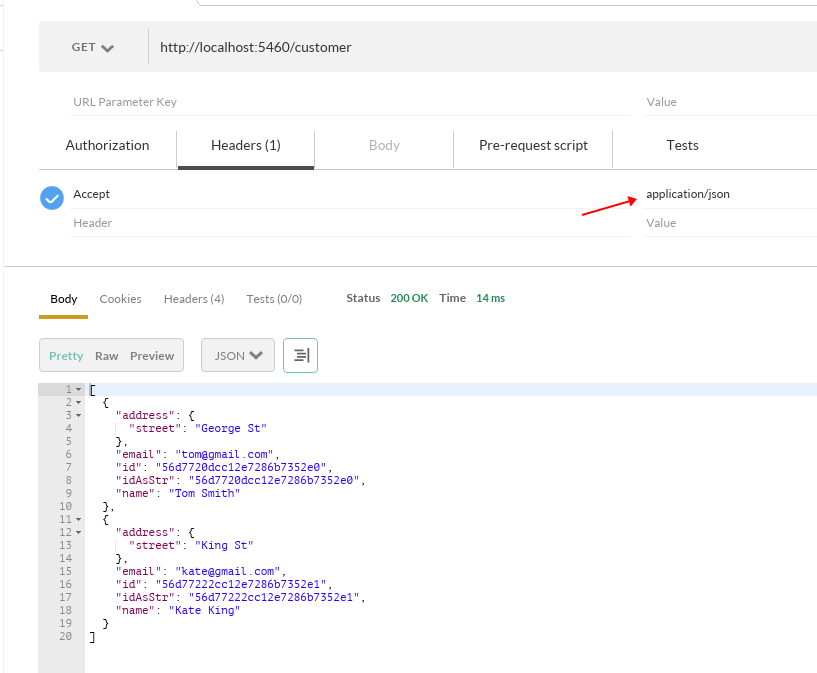 GET http://localhost:5460/customer
URL Parameter Key Value
Authorization Headers (1) Body Pre-request script Tests
Accept application/json
Header Value
Body Cookies Headers (4) Tests (0/0) Status 200 OK Time 14 ms
Pretty Raw Preview JSON
1 [
2 {
3 "address": {
4 "street": "George St"
5 },
6 "email": "tom@gmail.com",
7 "id": "56d7720dcc12e7286b7352e0",
8 "idAsStr": "56d7720dcc12e7286b7352e0",
9 "name": "Tom Smith"
10 },
11 {
12 "address": {
13 "street": "King St"
14 },
15 "email": "kate@gmail.com",
16 "id": "56d77222cc12e7286b7352e1",
17 "idAsStr": "56d77222cc12e7286b7352e1",
18 "name": "Kate King"
19 }
20 ]